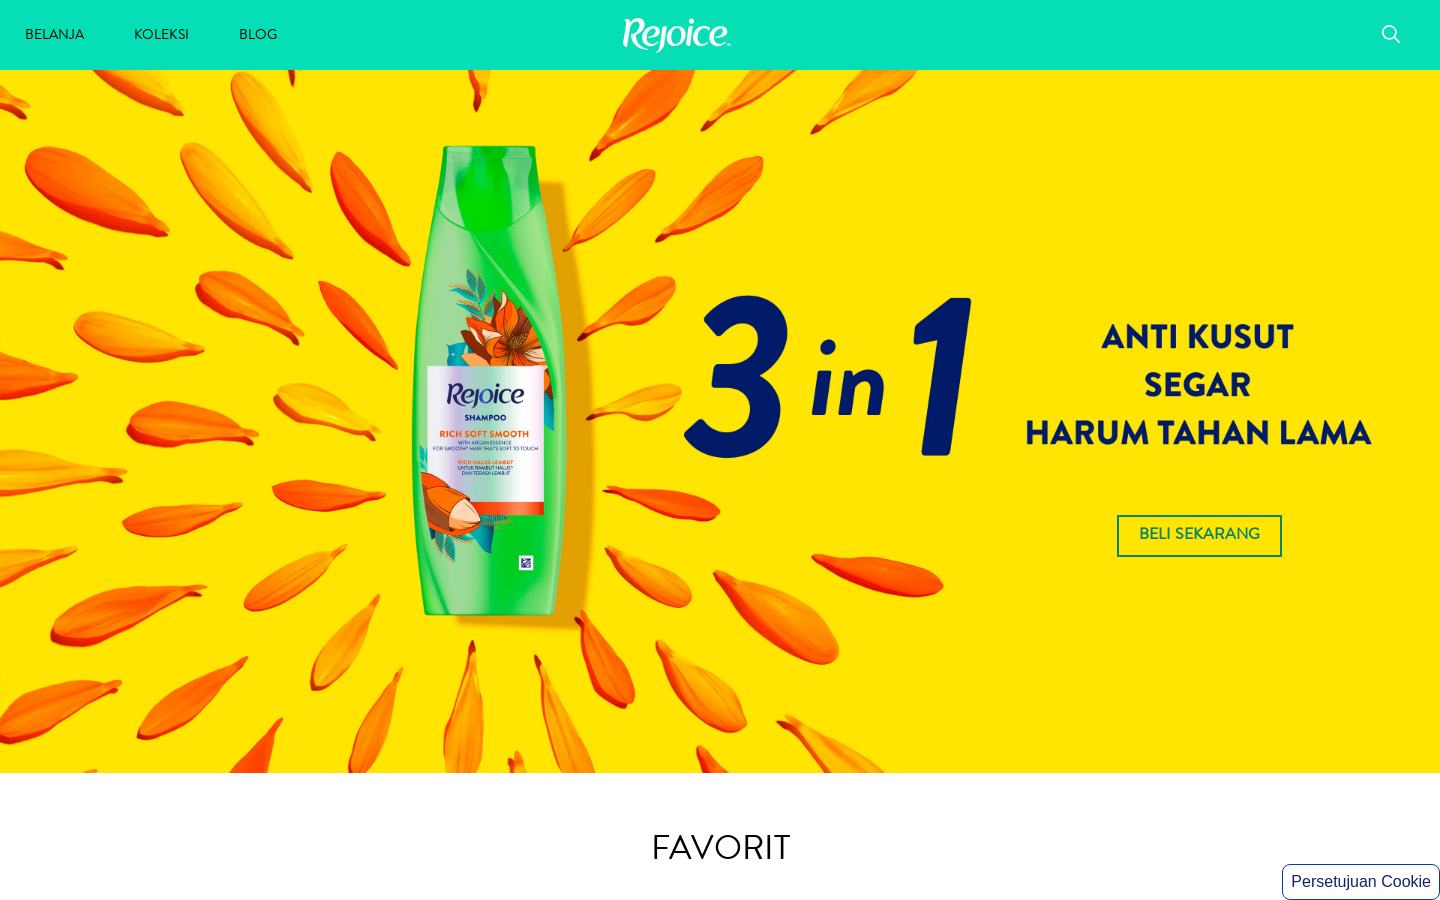 BELANJA
KOLEKSI
BLOG
Rejoice
3 in 1
ANTI KUSUT
SEGAR
HARUM TAHAN LAMA
BELI SEKARANG
Rejoice
SHAMPOO
RICH SOFT SMOOTH
WITH ARGAN ESSENCE
FOR SMOOTH* HAIR THAT'S SOFT TO TOUCH
RICH HALUS LEMBUT
UNTUK RAMBUT HALUS*
DAN TERASA LEMBUT
FAVORIT
Persetujuan Cookie